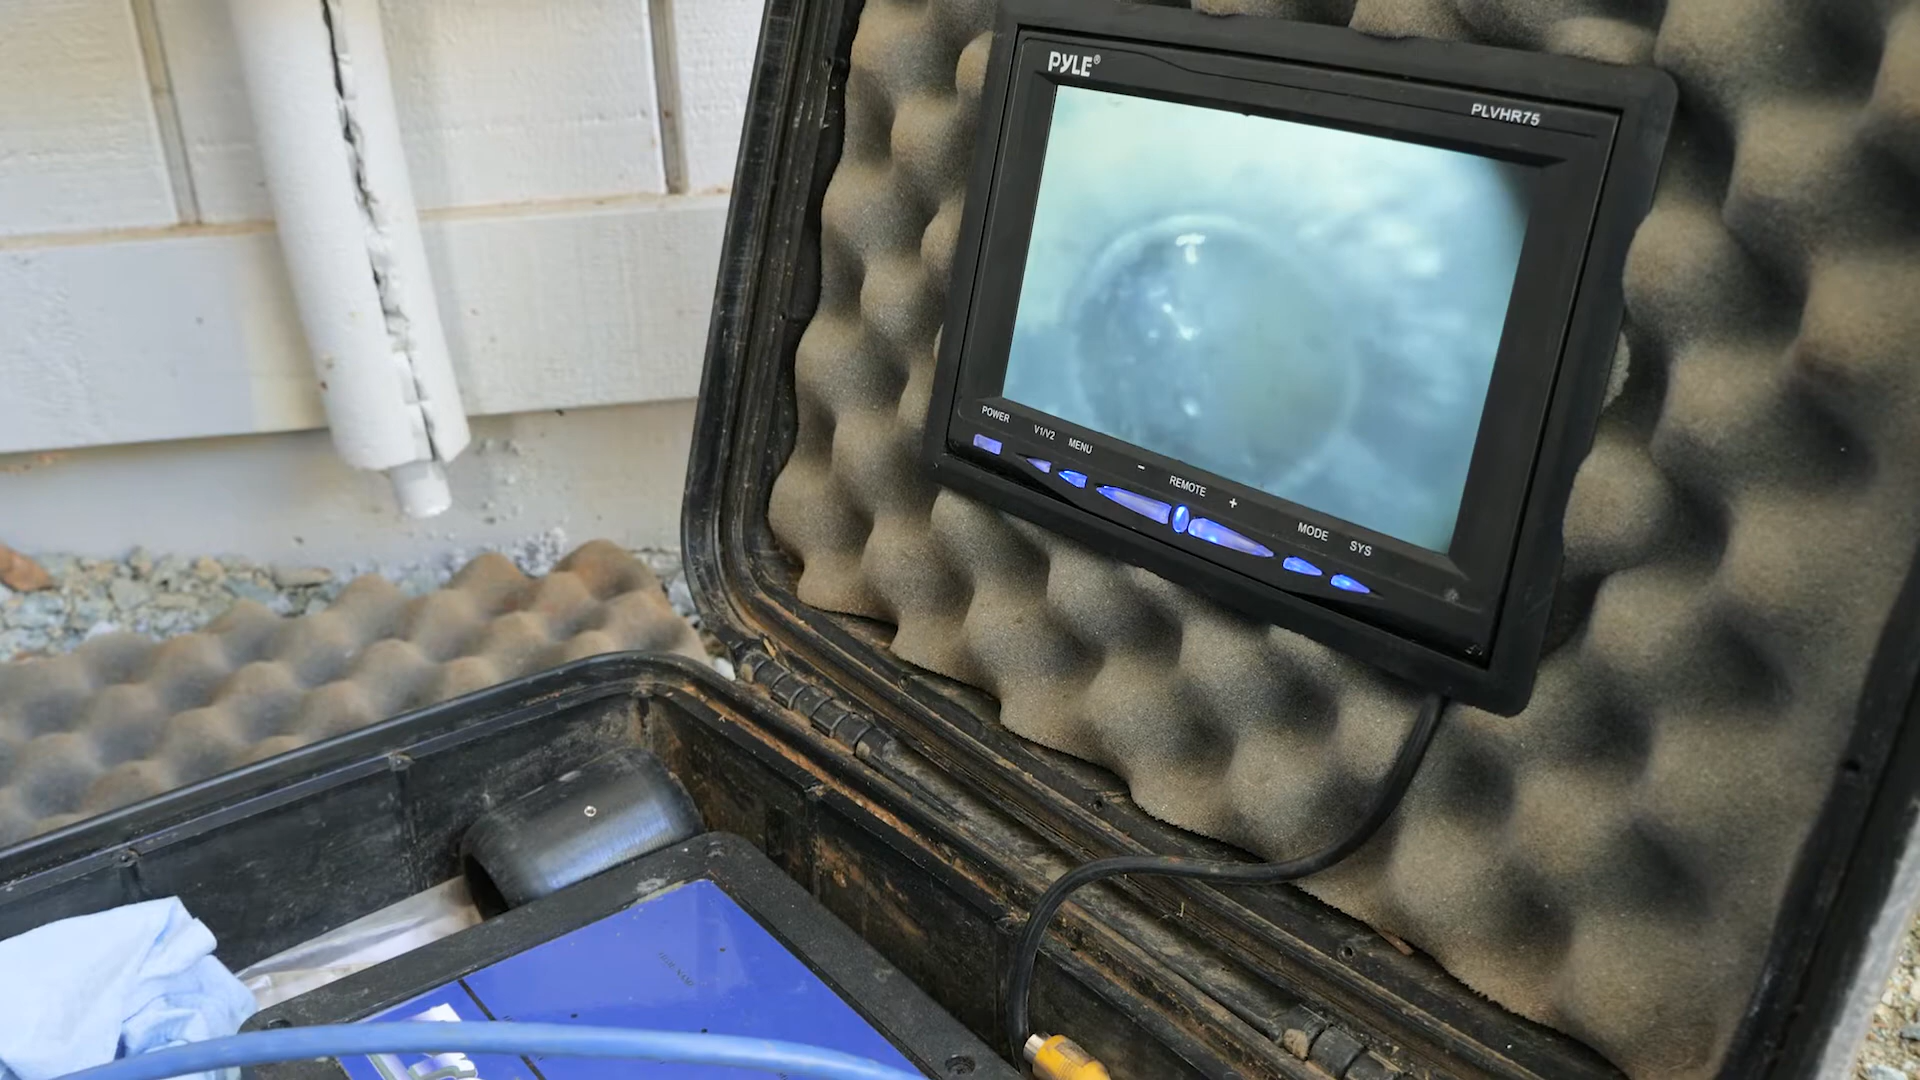 PYLE®
PLVHR75
POWER
V1/V2
MENU
-
REMOTE
+
MODE
SYS